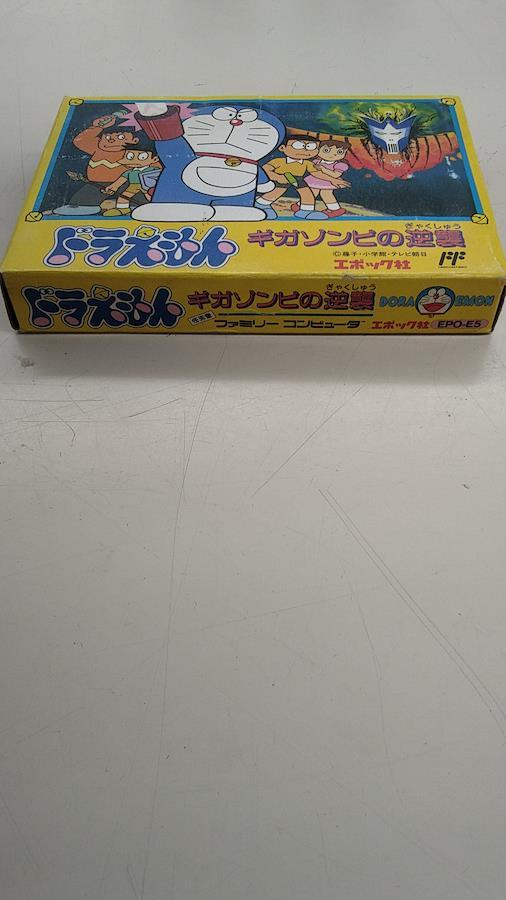 ドラえもん
ギガゾンビの逆襲
ぎゃくしゅう
©藤子・小学館・テレビ朝日
エポック社
ドラえもん
ギガゾンビの逆襲
ぎゃくしゅう
DORAEMON
ファミリー コンピュータ
エポック社 EPO-E5